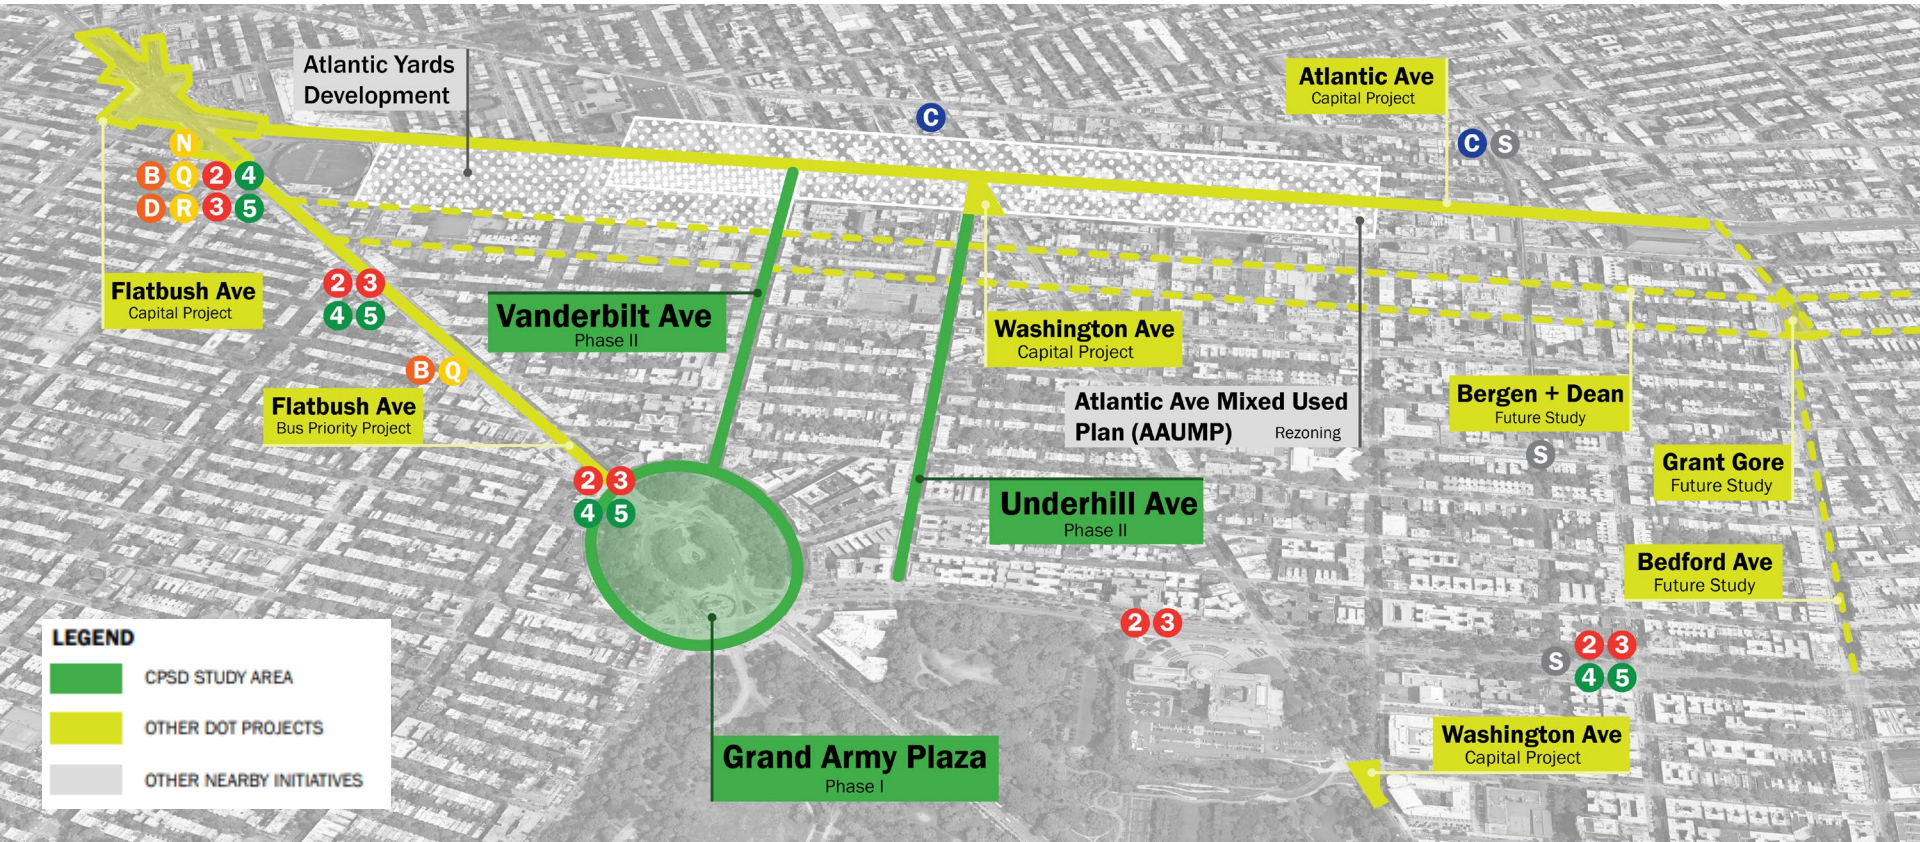 Atlantic Yards
Development
C
Atlantic Ave
Capital Project
C S
N
B Q 2 4
D R 3 5
Flatbush Ave
Capital Project
2 3
4 5
Vanderbilt Ave
Phase II
Washington Ave
Capital Project
B Q
Flatbush Ave
Bus Priority Project
Atlantic Ave Mixed Used
Plan (AAUMP) Rezoning
Bergen + Dean
Future Study
S
Grant Gore
Future Study
2 3
4 5
Underhill Ave
Phase II
Bedford Ave
Future Study
2 3
S 2 3
4 5
LEGEND
CPSD STUDY AREA
OTHER DOT PROJECTS
OTHER NEARBY INITIATIVES
Grand Army Plaza
Phase I
Washington Ave
Capital Project